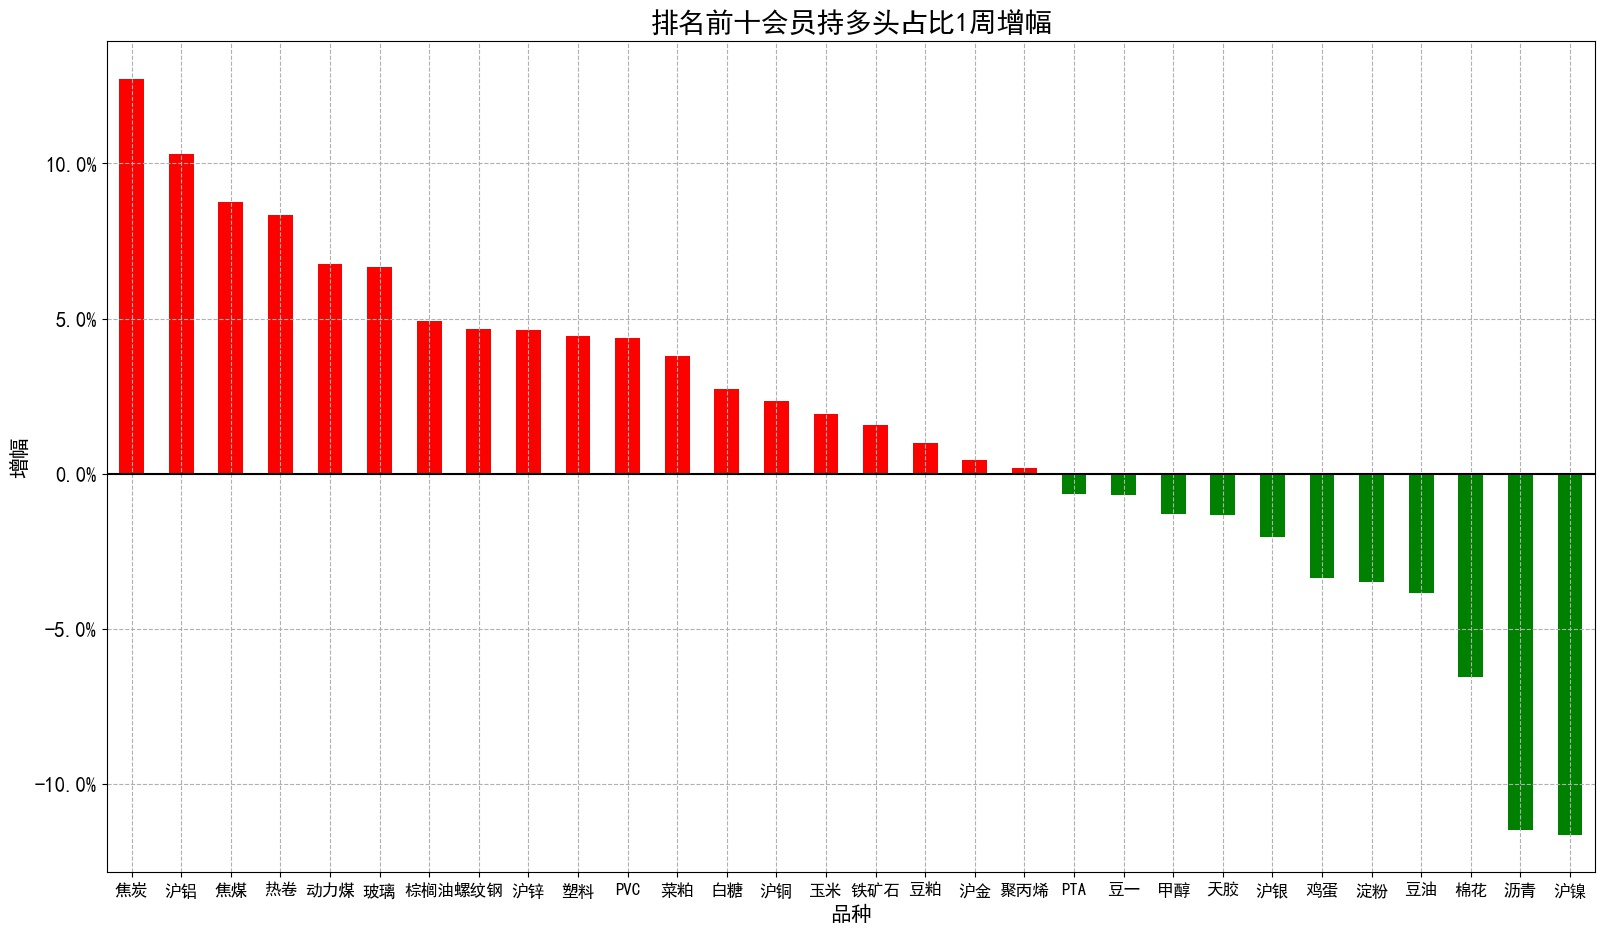 排名前十会员持多头占比1周增幅
增幅
10.0%
5.0%
0.0%
−5.0%
−10.0%
焦炭 沪铝 焦煤 热卷 动力煤 玻璃 棕榈油 螺纹钢 沪锌 塑料 PVC 菜粕 白糖 沪铜 玉米 铁矿石 豆粕 沪金 聚丙烯 PTA 豆一 甲醇 天胶 沪银 鸡蛋 淀粉 豆油 棉花 沥青 沪镍
品种